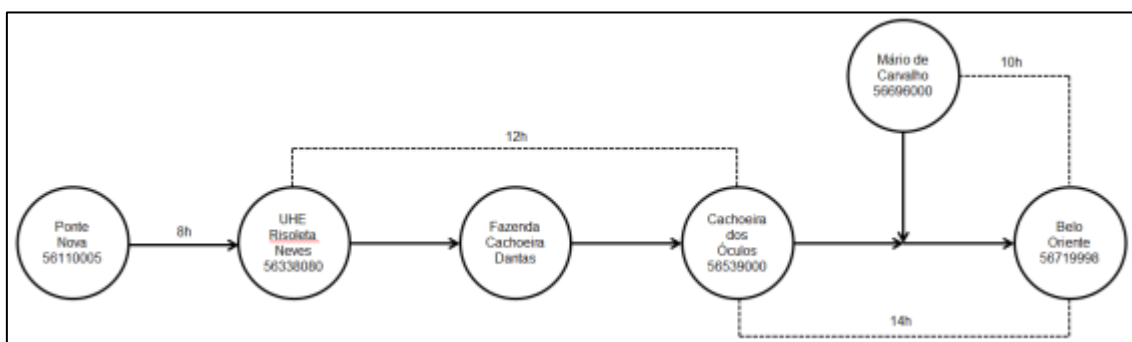 Ponte
Nova
56110005
8h
UHE
Risoleta
Neves
56338080
12h
Fazenda
Cachoeira
Dantas
Cachoeira
dos
Óculos
56539000
Mário de
Carvalho
56696000
10h
Belo
Oriente
56719998
14h